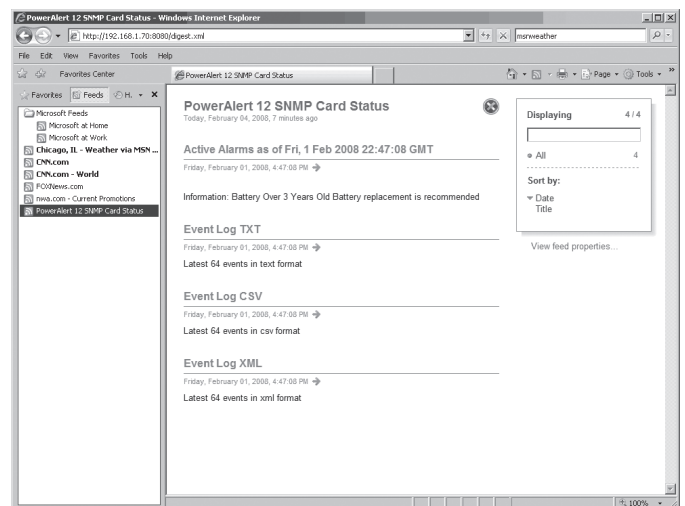 PowerAlert 12 SNMP Card Status - Windows Internet Explorer
http://192.168.1.70:8080/digest.xml
msnweather
File Edit View Favorites Tools Help
Favorites Center
PowerAlert 12 SNMP Card Status
Page Tools
Favorites Feeds H.
Microsoft Feeds
Microsoft at Home
Microsoft at Work
Chicago, IL - Weather via MSN ...
CNN.com
CNN.com - World
FOXNews.com
nwa.com - Current Promotions
PowerAlert 12 SNMP Card Status
PowerAlert 12 SNMP Card Status
Today, February 04, 2008, 7 minutes ago
Active Alarms as of Fri, 1 Feb 2008 22:47:08 GMT
Friday, February 01, 2008, 4:47:08 PM
Information: Battery Over 3 Years Old Battery replacement is recommended
Event Log TXT
Friday, February 01, 2008, 4:47:08 PM
Latest 64 events in text format
Event Log CSV
Friday, February 01, 2008, 4:47:08 PM
Latest 64 events in csv format
Event Log XML
Friday, February 01, 2008, 4:47:08 PM
Latest 64 events in xml format
Displaying 4 / 4
All 4
Sort by:
Date
Title
View feed properties...
100%